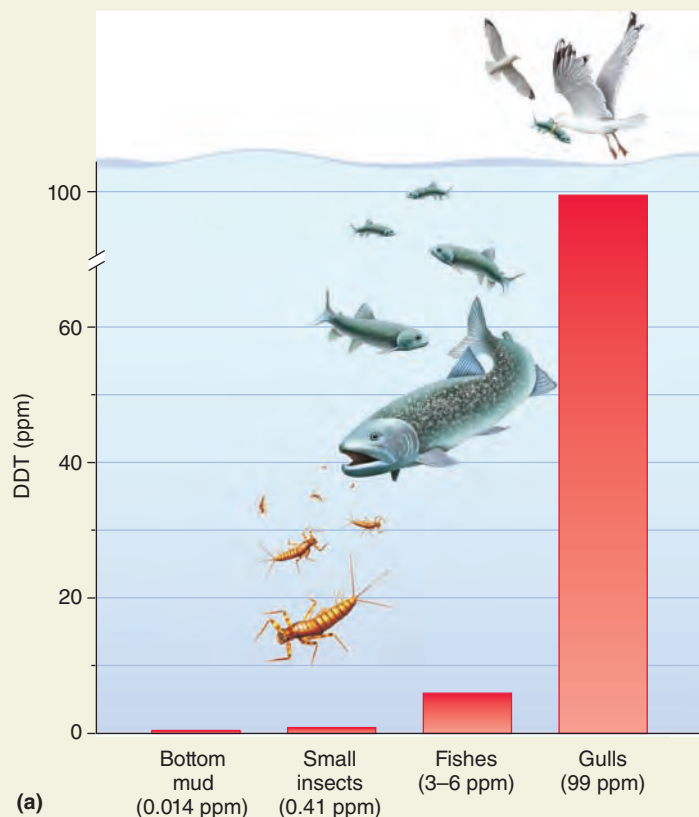 100
60
40
20
0
DDT (ppm)
Bottom
mud
(0.014 ppm)
Small
insects
(0.41 ppm)
Fishes
(3–6 ppm)
Gulls
(99 ppm)
(a)